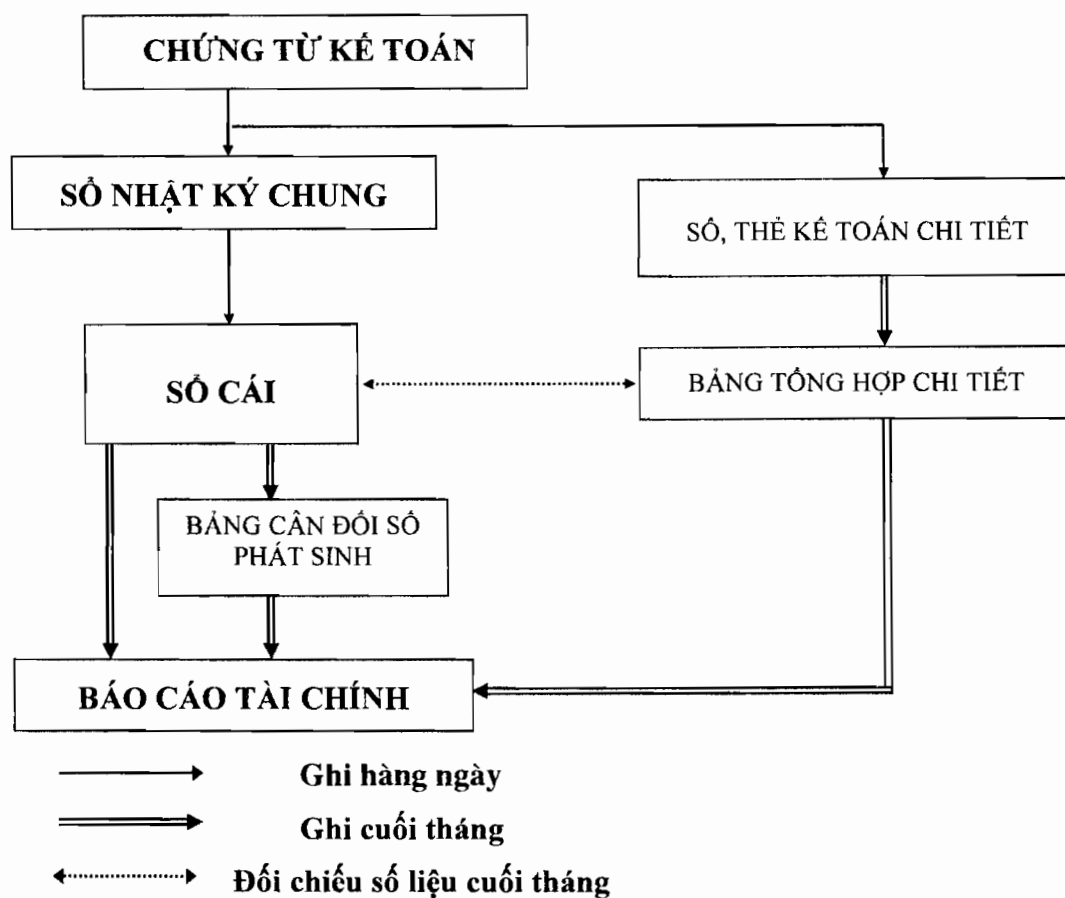 CHỨNG TỪ KẾ TOÁN
SỔ NHẬT KÝ CHUNG
SỔ, THẺ KẾ TOÁN CHI TIẾT
SỔ CÁI
BẢNG TỔNG HỢP CHI TIẾT
BẢNG CÂN ĐỐI SỐ
PHÁT SINH
BÁO CÁO TÀI CHÍNH
Ghi hàng ngày
Ghi cuối tháng
Đối chiếu số liệu cuối tháng